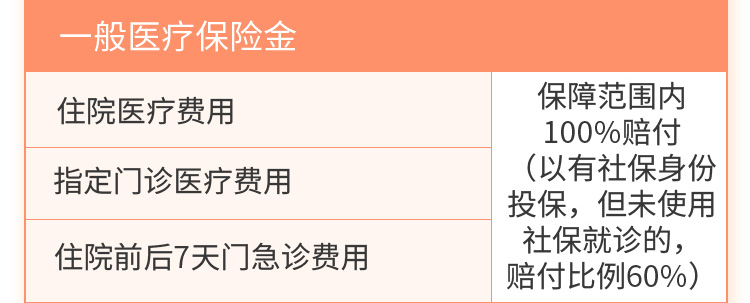 一般医疗保险金
住院医疗费用
指定门诊医疗费用
住院前后7天门急诊费用
保障范围内
100%赔付
（以有社保身份
投保，但未使用
社保就诊的，
赔付比例60%）